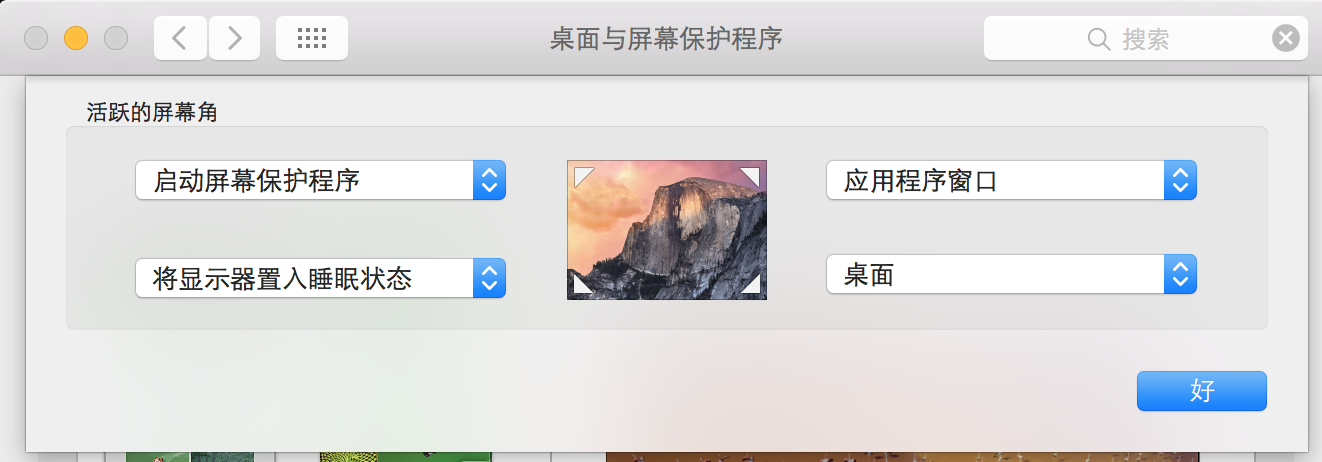 桌面与屏幕保护程序
搜索
活跃的屏幕角
启动屏幕保护程序
应用程序窗口
将显示器置入睡眠状态
桌面
好